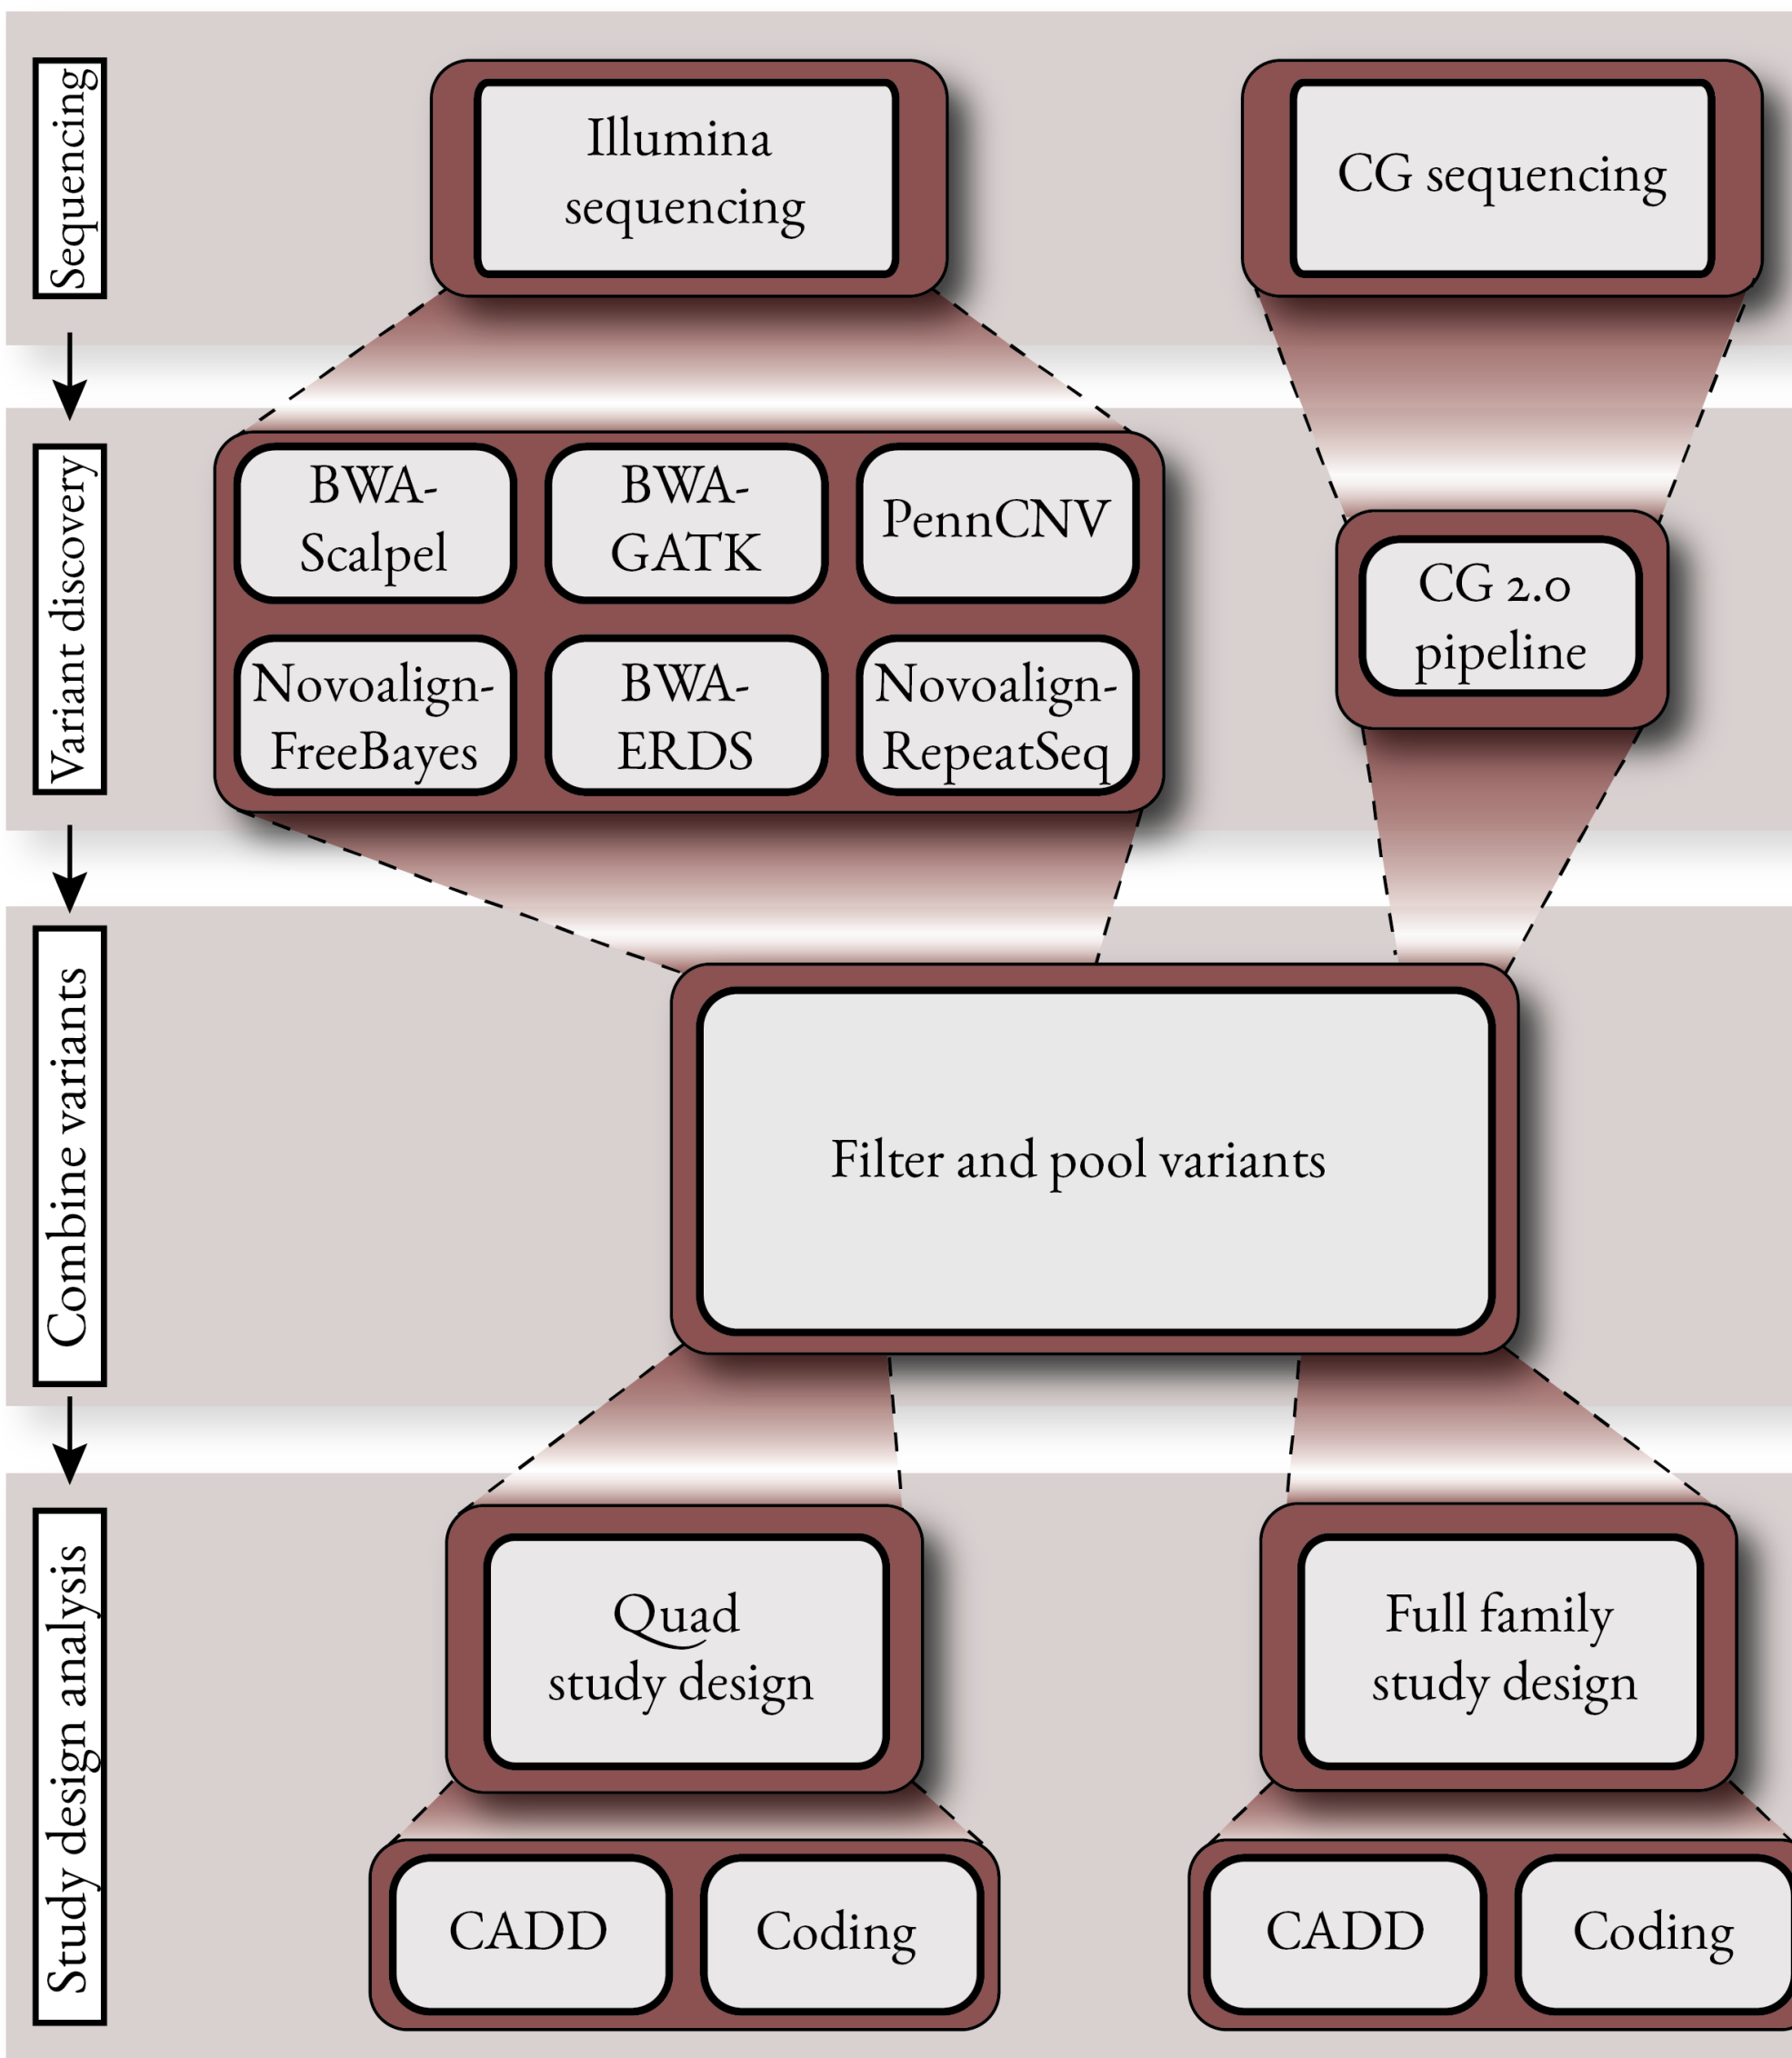 Sequencing
Illumina
sequencing
CG sequencing
Variant discovery
BWA-
Scalpel
BWA-
GATK
PennCNV
Novoalign-
FreeBayes
BWA-
ERDS
Novoalign-
RepeatSeq
CG 2.0
pipeline
Combine variants
Filter and pool variants
Study design analysis
Quad
study design
Full family
study design
CADD
Coding
CADD
Coding